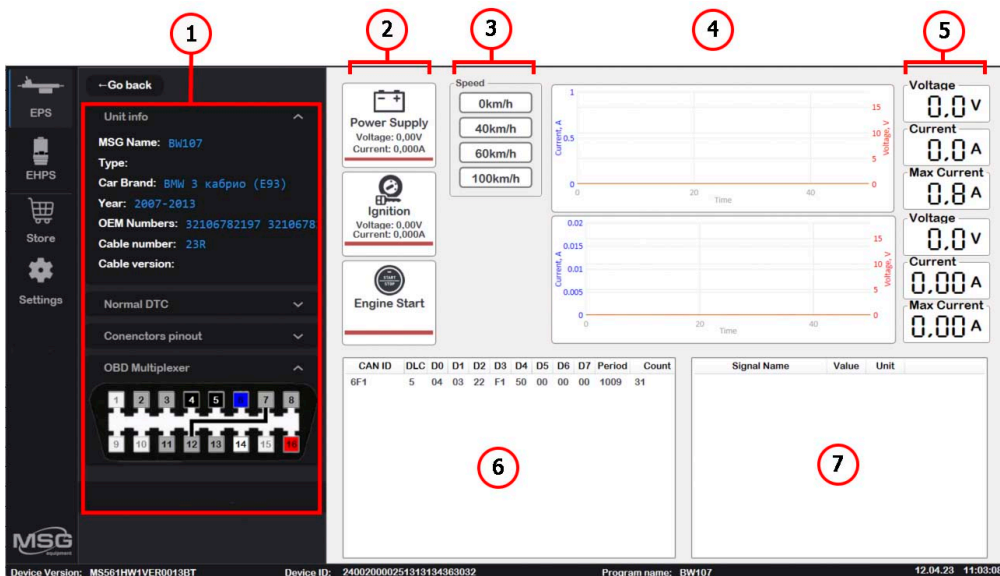 1
2
3
4
5
←Go back
EPS
EHPS
Store
Settings
MSG
equipment
Unit info
MSG Name: BW107
Type:
Car Brand: BMW 3 кабрио (E93)
Year: 2007-2013
OEM Numbers: 32106782197 3210678
Cable number: 23R
Cable version:
Normal DTC
Conenctors pinout
OBD Multiplexer
1 2 3 4 5 7 8
9 10 11 12 13 14 15 16
Power Supply
Voltage: 0,00V
Current: 0,000A
Ignition
Voltage: 0,00V
Current: 0,000A
START
STOP
Engine Start
Speed
0km/h
40km/h
60km/h
100km/h
1
0.5
0
Current, A
15
10
5
0
Voltage, V
0 20 40
Time
0.02
0.015
0.01
0.005
0
Current, A
15
10
5
0
Voltage, V
0 20 40
Time
Voltage
0.0 V
Current
0.0 A
Max Current
0.8 A
Voltage
0.0 V
Current
0.00 A
Max Current
0.00 A
CAN ID DLC D0 D1 D2 D3 D4 D5 D6 D7 Period Count
6F1 5 04 03 22 F1 50 00 00 00 1009 31
6
Signal Name Value Unit
7
Device Version: MS561HW1VER0013BT Device ID: 240020000251313134363032 Program name: BW107 12.04.23 11:03:08